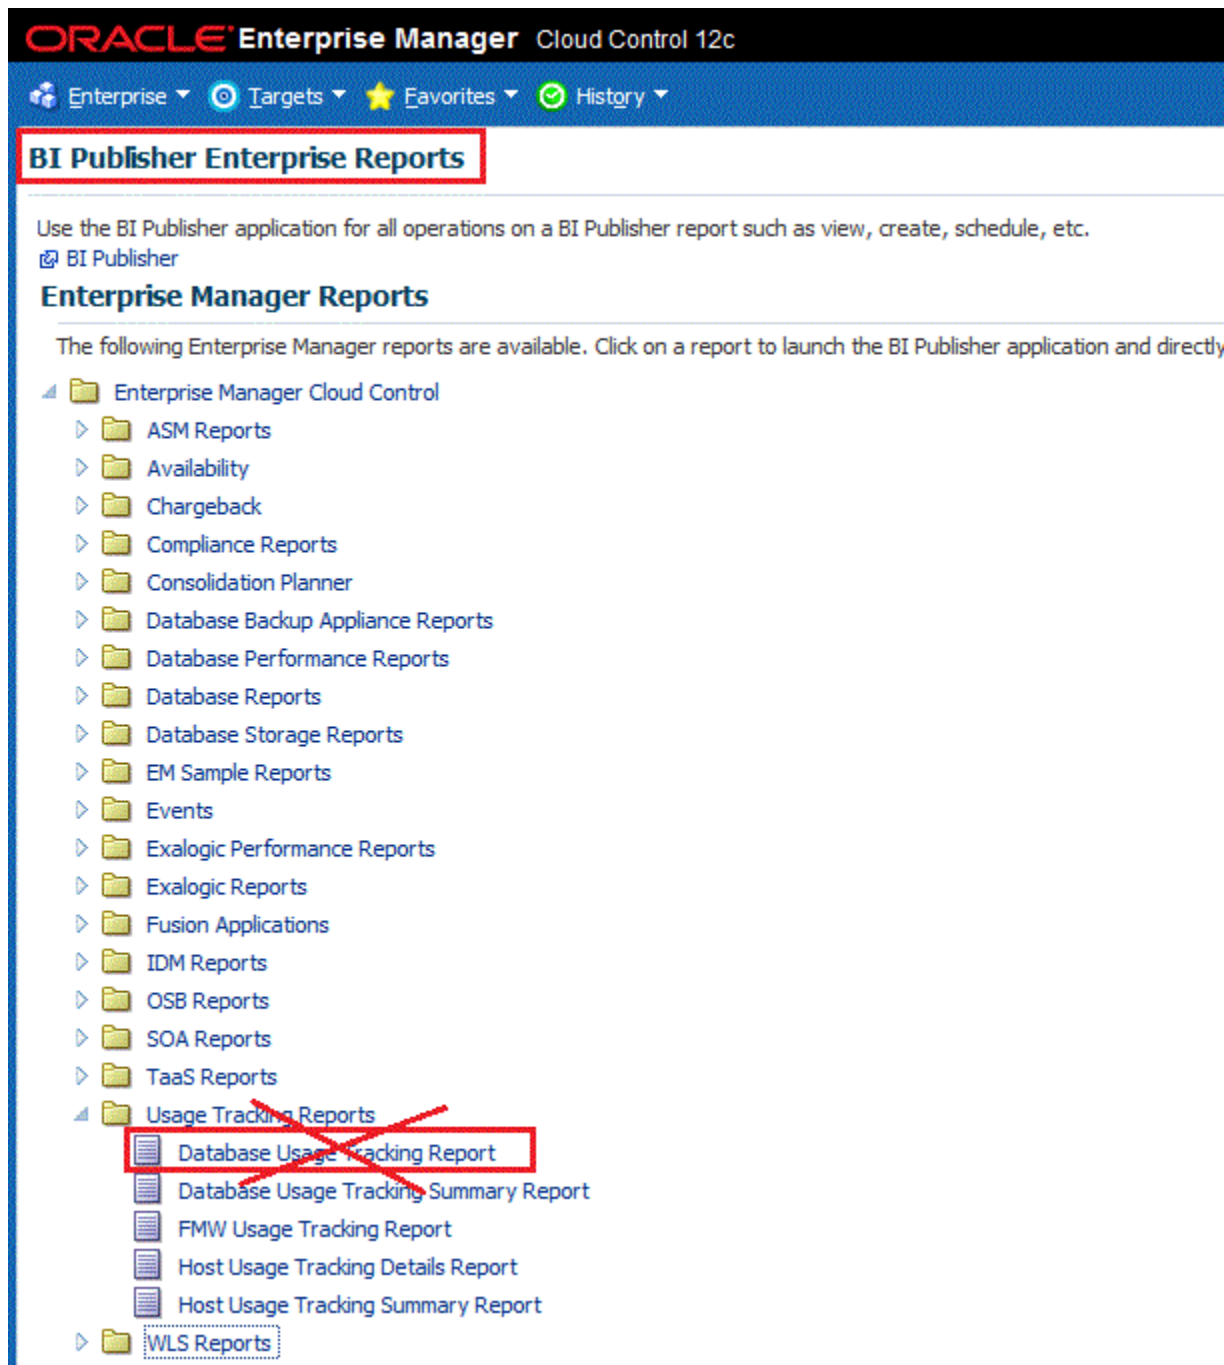 ORACLE Enterprise Manager Cloud Control 12c
Enterprise Targets Favorites History
BI Publisher Enterprise Reports
Use the BI Publisher application for all operations on a BI Publisher report such as view, create, schedule, etc.
BI Publisher
Enterprise Manager Reports
The following Enterprise Manager reports are available. Click on a report to launch the BI Publisher application and directly
Enterprise Manager Cloud Control
ASM Reports
Availability
Chargeback
Compliance Reports
Consolidation Planner
Database Backup Appliance Reports
Database Performance Reports
Database Reports
Database Storage Reports
EM Sample Reports
Events
Exalogic Performance Reports
Exalogic Reports
Fusion Applications
IDM Reports
OSB Reports
SOA Reports
TaaS Reports
Usage Tracking Reports
Database Usage Tracking Report
Database Usage Tracking Summary Report
FMW Usage Tracking Report
Host Usage Tracking Details Report
Host Usage Tracking Summary Report
WLS Reports